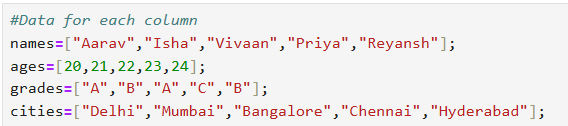 #Data for each column
names=["Aarav","Isha","Vivaan","Priya","Reyansh"];
ages=[20,21,22,23,24];
grades=["A","B","A","C","B"];
cities=["Delhi","Mumbai","Bangalore","Chennai","Hyderabad"];